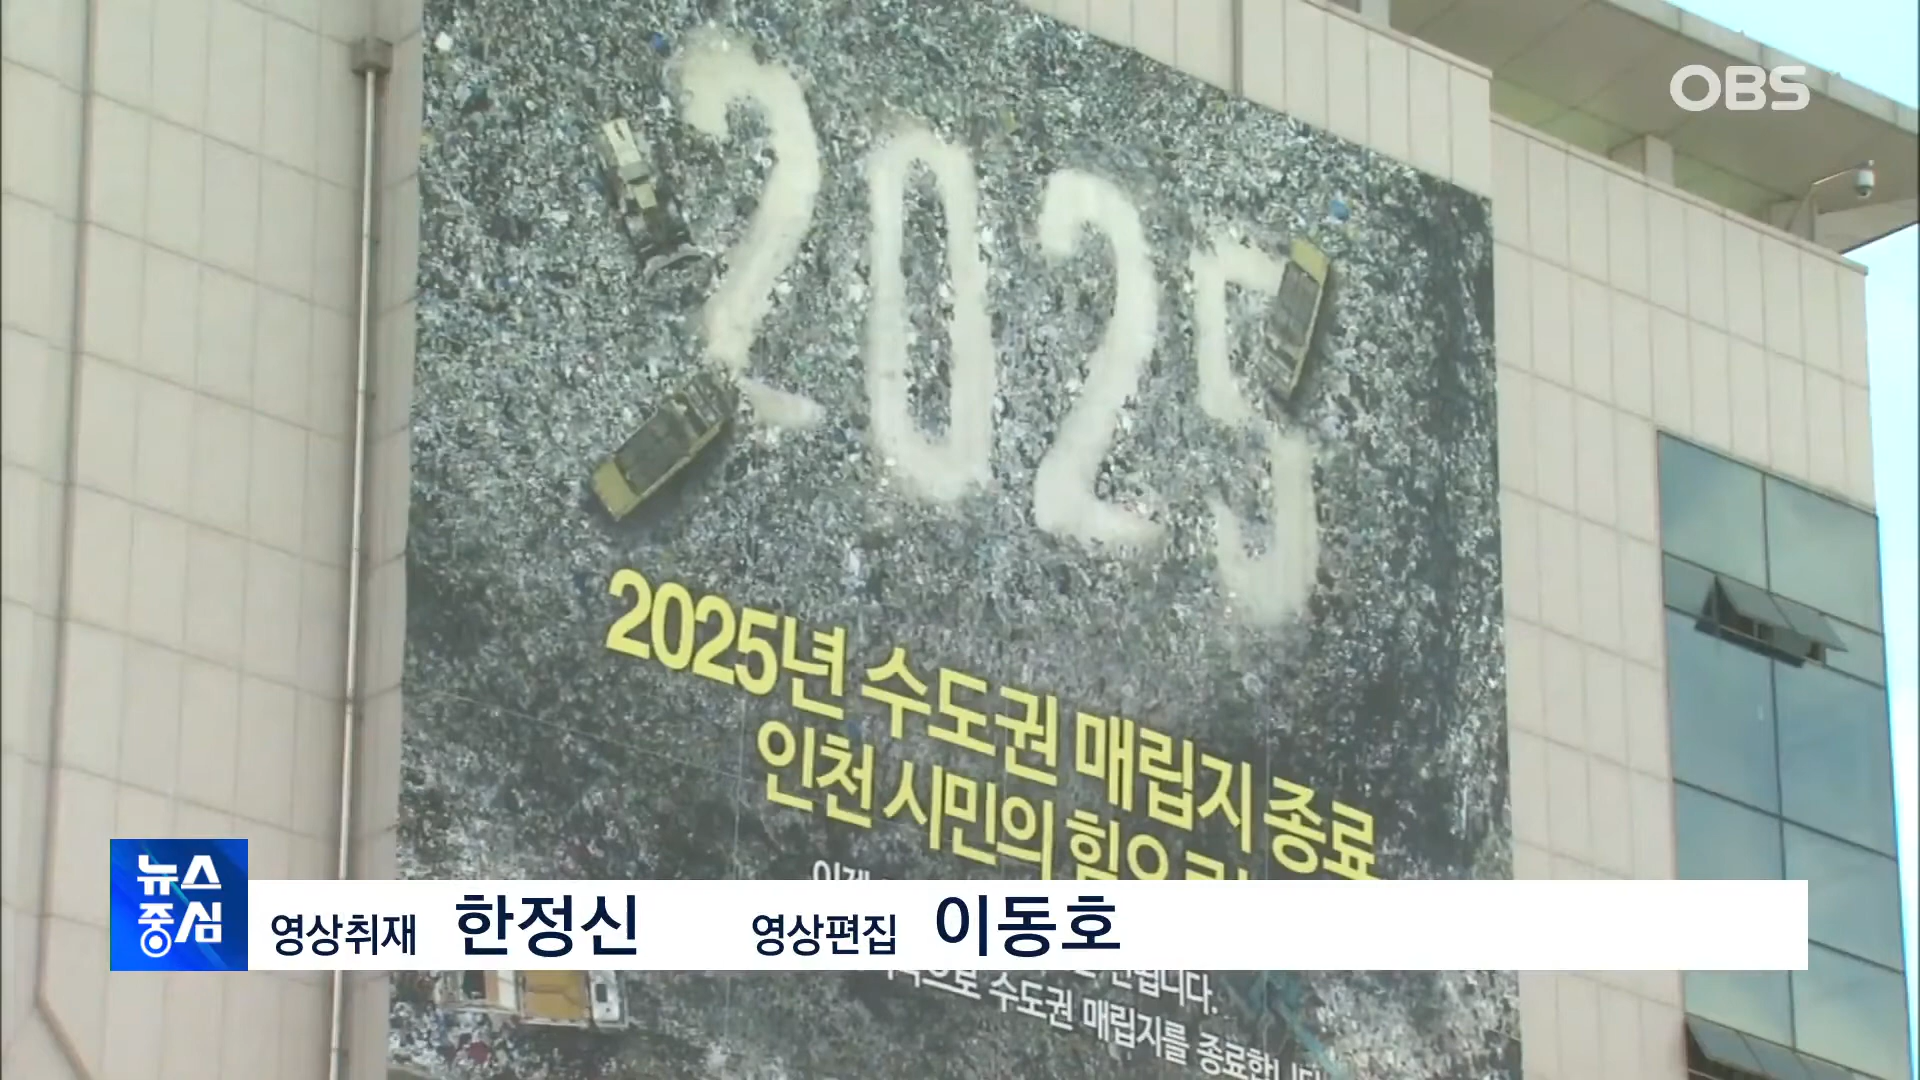 OBS
2025
2025년 수도권 매립지 종료
인천 시민의 힘으로
뉴스
중심
영상취재 한정신 영상편집 이동호
수도권 매립지를 종료합니다